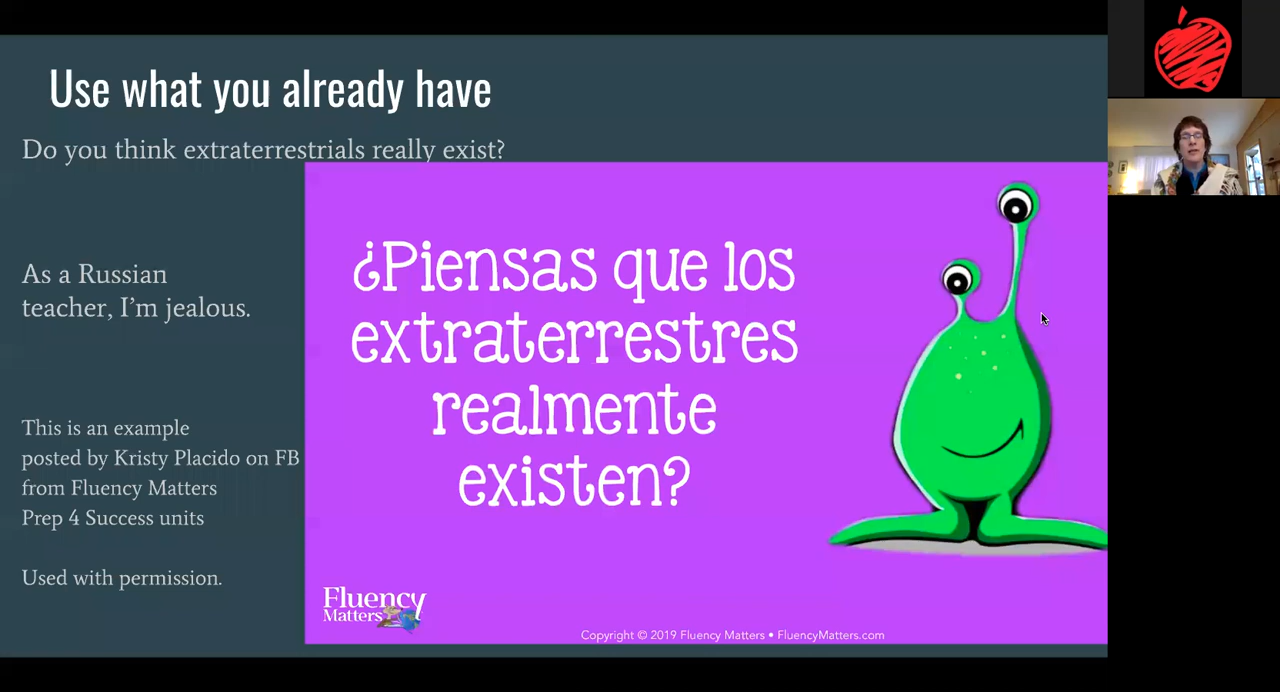 Use what you already have
Do you think extraterrestrials really exist?
As a Russian
teacher, I'm jealous.
This is an example
posted by Kristy Placido on FB
from Fluency Matters
Prep 4 Success units
Used with permission.
¿Piensas que los
extraterrestres
realmente
existen?
Fluency
Matters
Copyright © 2019 Fluency Matters • FluencyMatters.com